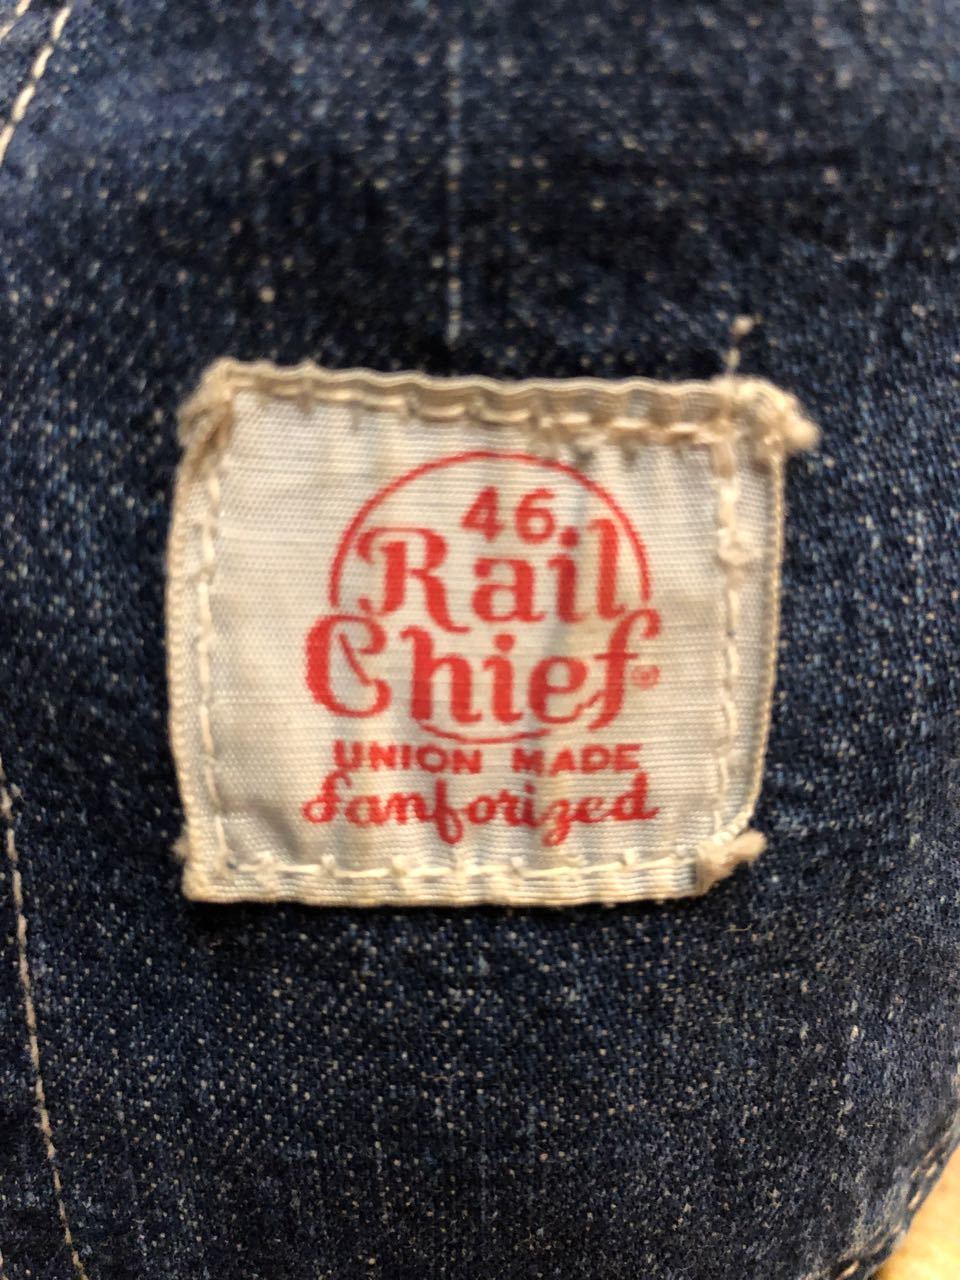 46
Rail
Chief®
UNION MADE
Sanforized